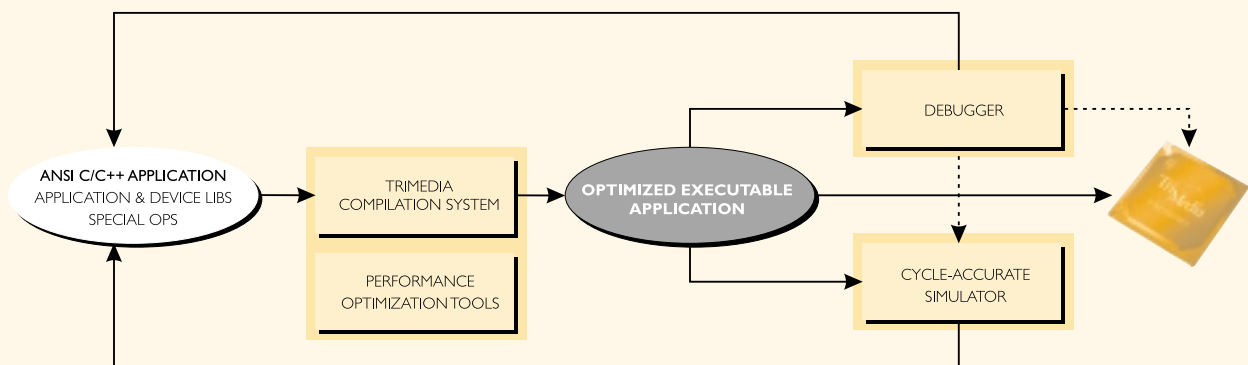 ANSI C/C++ APPLICATION
APPLICATION & DEVICE LIBS
SPECIAL OPS
TRIMEDIA
COMPILATION SYSTEM
PERFORMANCE
OPTIMIZATION TOOLS
OPTIMIZED EXECUTABLE
APPLICATION
DEBUGGER
CYCLE-ACCURATE
SIMULATOR
TriMedia